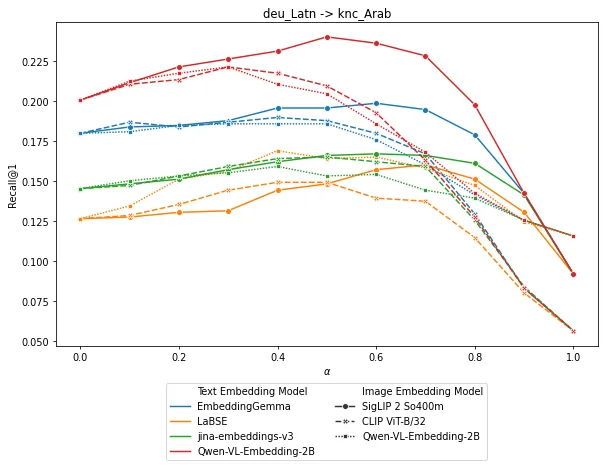 deu_Latn -> knc_Arab
Recall@1
0.225
0.200
0.175
0.150
0.125
0.100
0.075
0.050
0.0 0.2 0.4 0.6 0.8 1.0
α
Text Embedding Model Image Embedding Model
EmbeddingGemma SigLIP 2 So400m
LaBSE CLIP ViT-B/32
jina-embeddings-v3 Qwen-VL-Embedding-2B
Qwen-VL-Embedding-2B